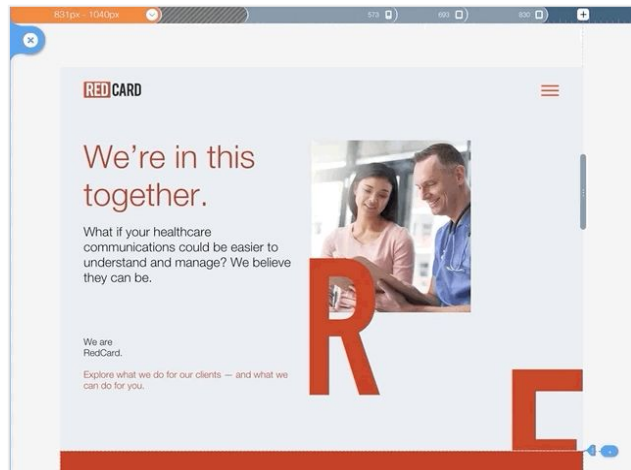 831px – 1040px
573
693
830
REDCARD
We’re in this
together.
What if your healthcare
communications could be easier to
understand and manage? We believe
they can be.
We are
RedCard.
Explore what we do for our clients — and what we
can do for you.
R
E